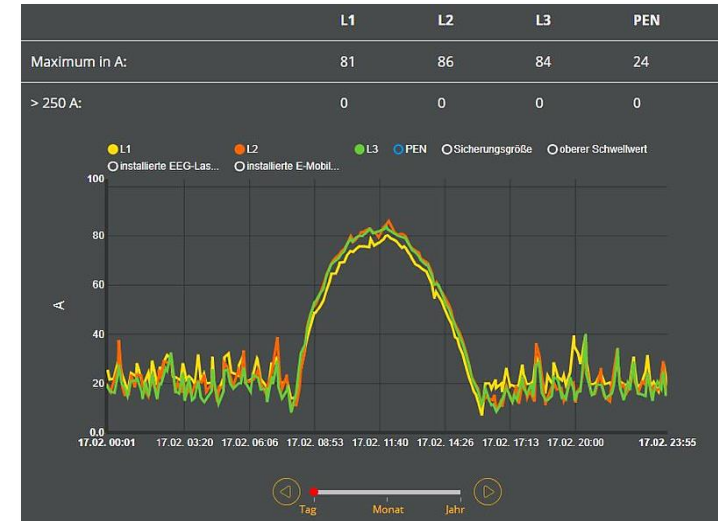 L1 L2 L3 PEN
Maximum in A: 81 86 84 24
> 250 A: 0 0 0 0
L1 L2 L3 PEN Sicherungsgröße oberer Schwellwert
installierte EEG-Las... installierte E-Mobil...
100
80
60
40
20
0.0
A
17.02. 00:01 17.02. 03:20 17.02. 06:06 17.02. 08:53 17.02. 11:40 17.02. 14:26 17.02. 17:13 17.02. 20:00 17.02. 23:55
Tag Monat Jahr